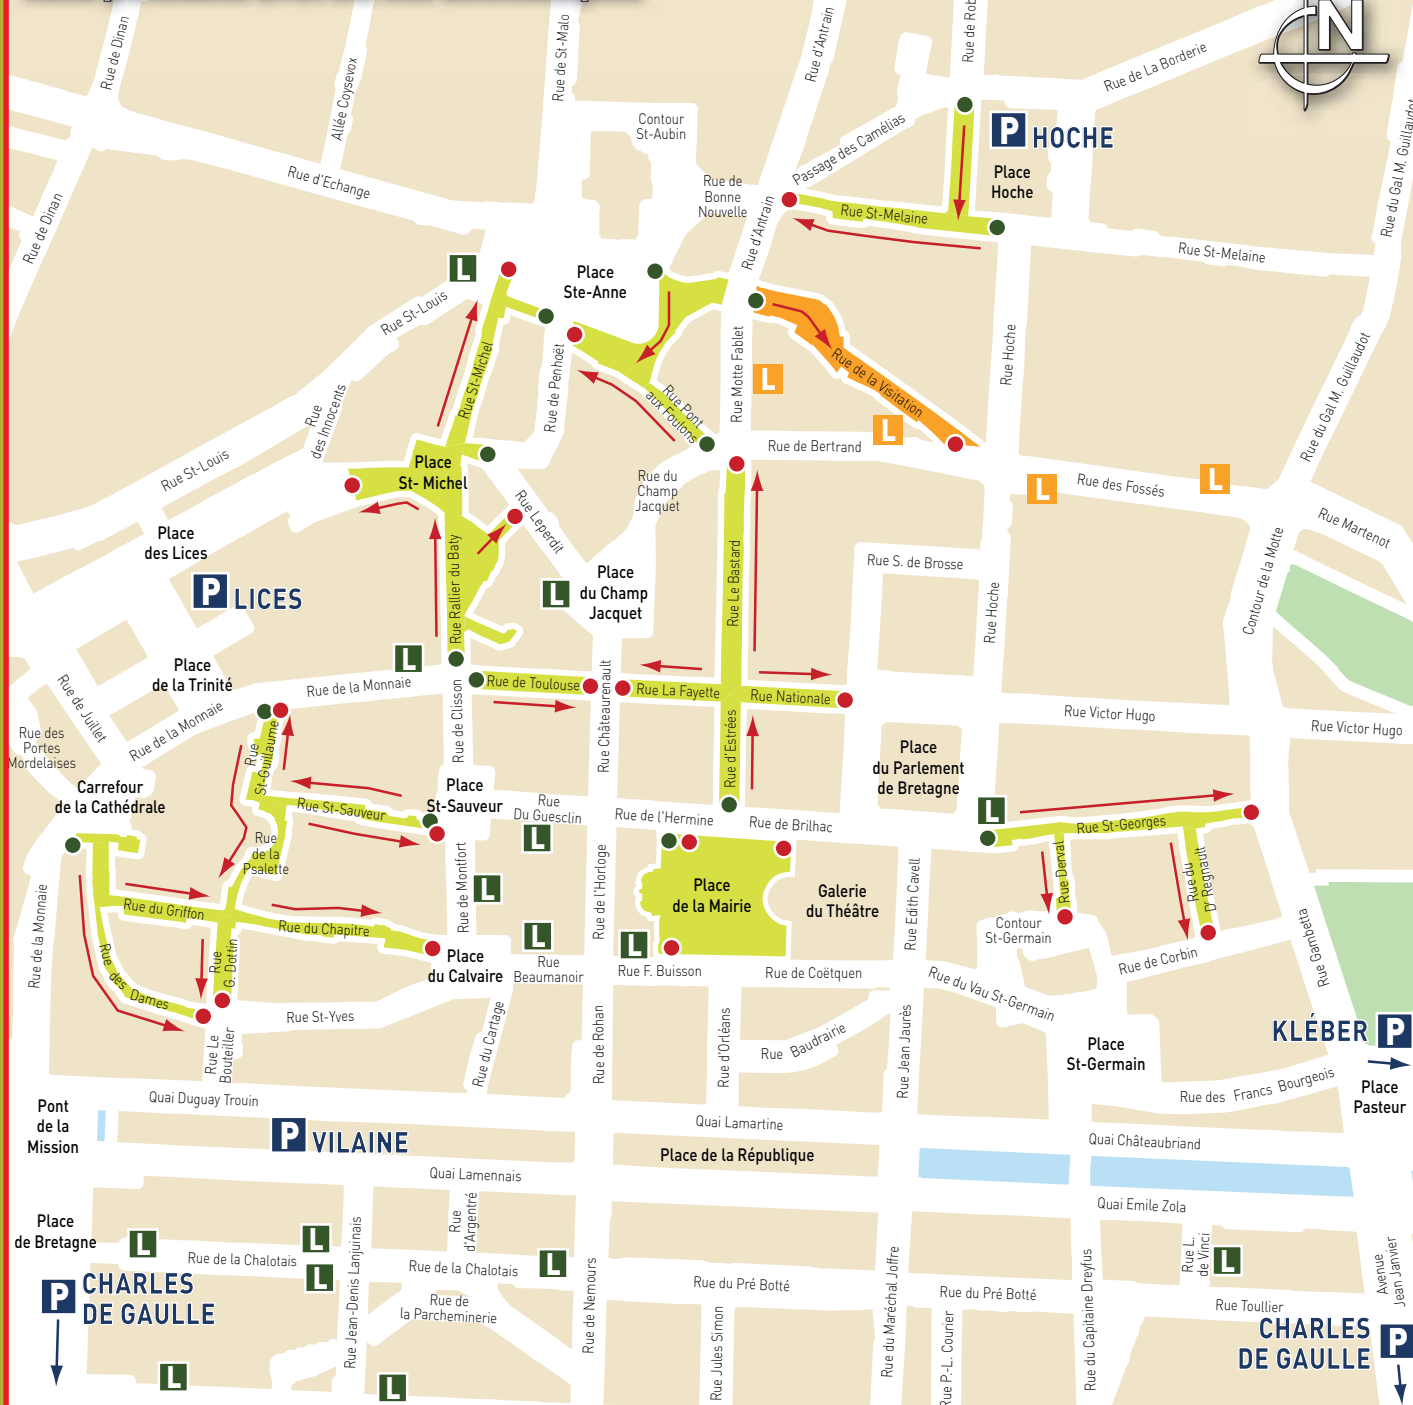 N
Rue de Dinan
Allée Coysevox
Rue de St-Malo
Rue d'Antrain
Rue de Rob
Rue de La Borderie
Contour
St-Aubin
Passage des Camélias
P HOCHE
Place
Hoche
Rue du Gal M. Guillaudot
Rue d'Echange
Rue de Dinan
Rue de
Bonne
Nouvelle
Rue d'Antrain
Rue St-Melaine
Rue St-Melaine
L
Place
Ste-Anne
Rue St-Louis
Rue St-Michel
Rue de Penhoët
Rue Pont
aux Foulons
Rue Motte Fablet
L
Rue de la Visitation
L
Rue Hoche
Rue du Gal M. Guillaudot
Rue
des Innocents
Rue St-Louis
Place
St- Michel
Rue de Bertrand
Rue du
Champ
Jacquet
L
Rue des Fossés
L
Rue Martenot
Rue Leperdit
Place
des Lices
P LICES
Rue Rallier du Baty
L
Place
du Champ
Jacquet
Rue Le Bastard
Rue S. de Brosse
Rue Hoche
Contour de la Motte
L
Place
de la Trinité
Rue de Juillet
Rue de la Monnaie
Rue de la Monnaie
Rue de Clisson
Rue de Toulouse
Rue Châteaurenault
Rue La Fayette
Rue Nationale
Rue Victor Hugo
Rue Victor Hugo
Rue des
Portes
Mordelaises
Rue
St-Guillaume
Rue d'Estrées
Place
du Parlement
de Bretagne
Carrefour
de la Cathédrale
Rue St-Sauveur
Place
St-Sauveur
Rue
Du Guesclin
L
Rue de l'Hermine
Rue de Brilhac
L
Rue St-Georges
Rue
de la
Psalette
Rue de Montfort
L
Rue de l'Horloge
Place
de la Mairie
Galerie
du Théâtre
Rue Edith Cavell
Rue Derval
Rue du
Dr Regnault
Rue de la Monnaie
Rue du Griffon
Rue du Chapitre
Rue
G. Dottin
Rue des Dames
L
Place
du Calvaire
Rue
Beaumanoir
L
Rue F. Buisson
Rue de Coëtquen
Contour
St-Germain
Rue de Corbin
Rue Gambetta
Rue du Vau St-Germain
Rue St-Yves
Rue Le
Bouteiller
Rue du Cartage
Rue de Rohan
Rue d'Orléans
Rue Baudrairie
Rue Jean Jaurès
Place
St-Germain
KLÉBER P
Place
Pasteur
Rue des Francs Bourgeois
Quai Duguay Trouin
Pont
de la
Mission
P VILAINE
Quai Lamartine
Place de la République
Quai Châteaubriand
Quai Lamennais
Quai Emile Zola
Place
de Bretagne
L
Rue de la Chalotais
L
L
Rue Jean-Denis Lanjuinais
Rue
d'Argentré
Rue de la Chalotais
L
Rue de
la Parcheminerie
Rue de Nemours
Rue du Pré Botté
Rue Jules Simon
Rue du Maréchal Joffre
Rue du Pré Botté
Rue P.-L. Courier
Rue du Capitaine Dreyfus
Rue L.
de Vinci
L
Rue Toullier
Avenue
Jean Janvier
P CHARLES
DE GAULLE
CHARLES
DE GAULLE P
L
L